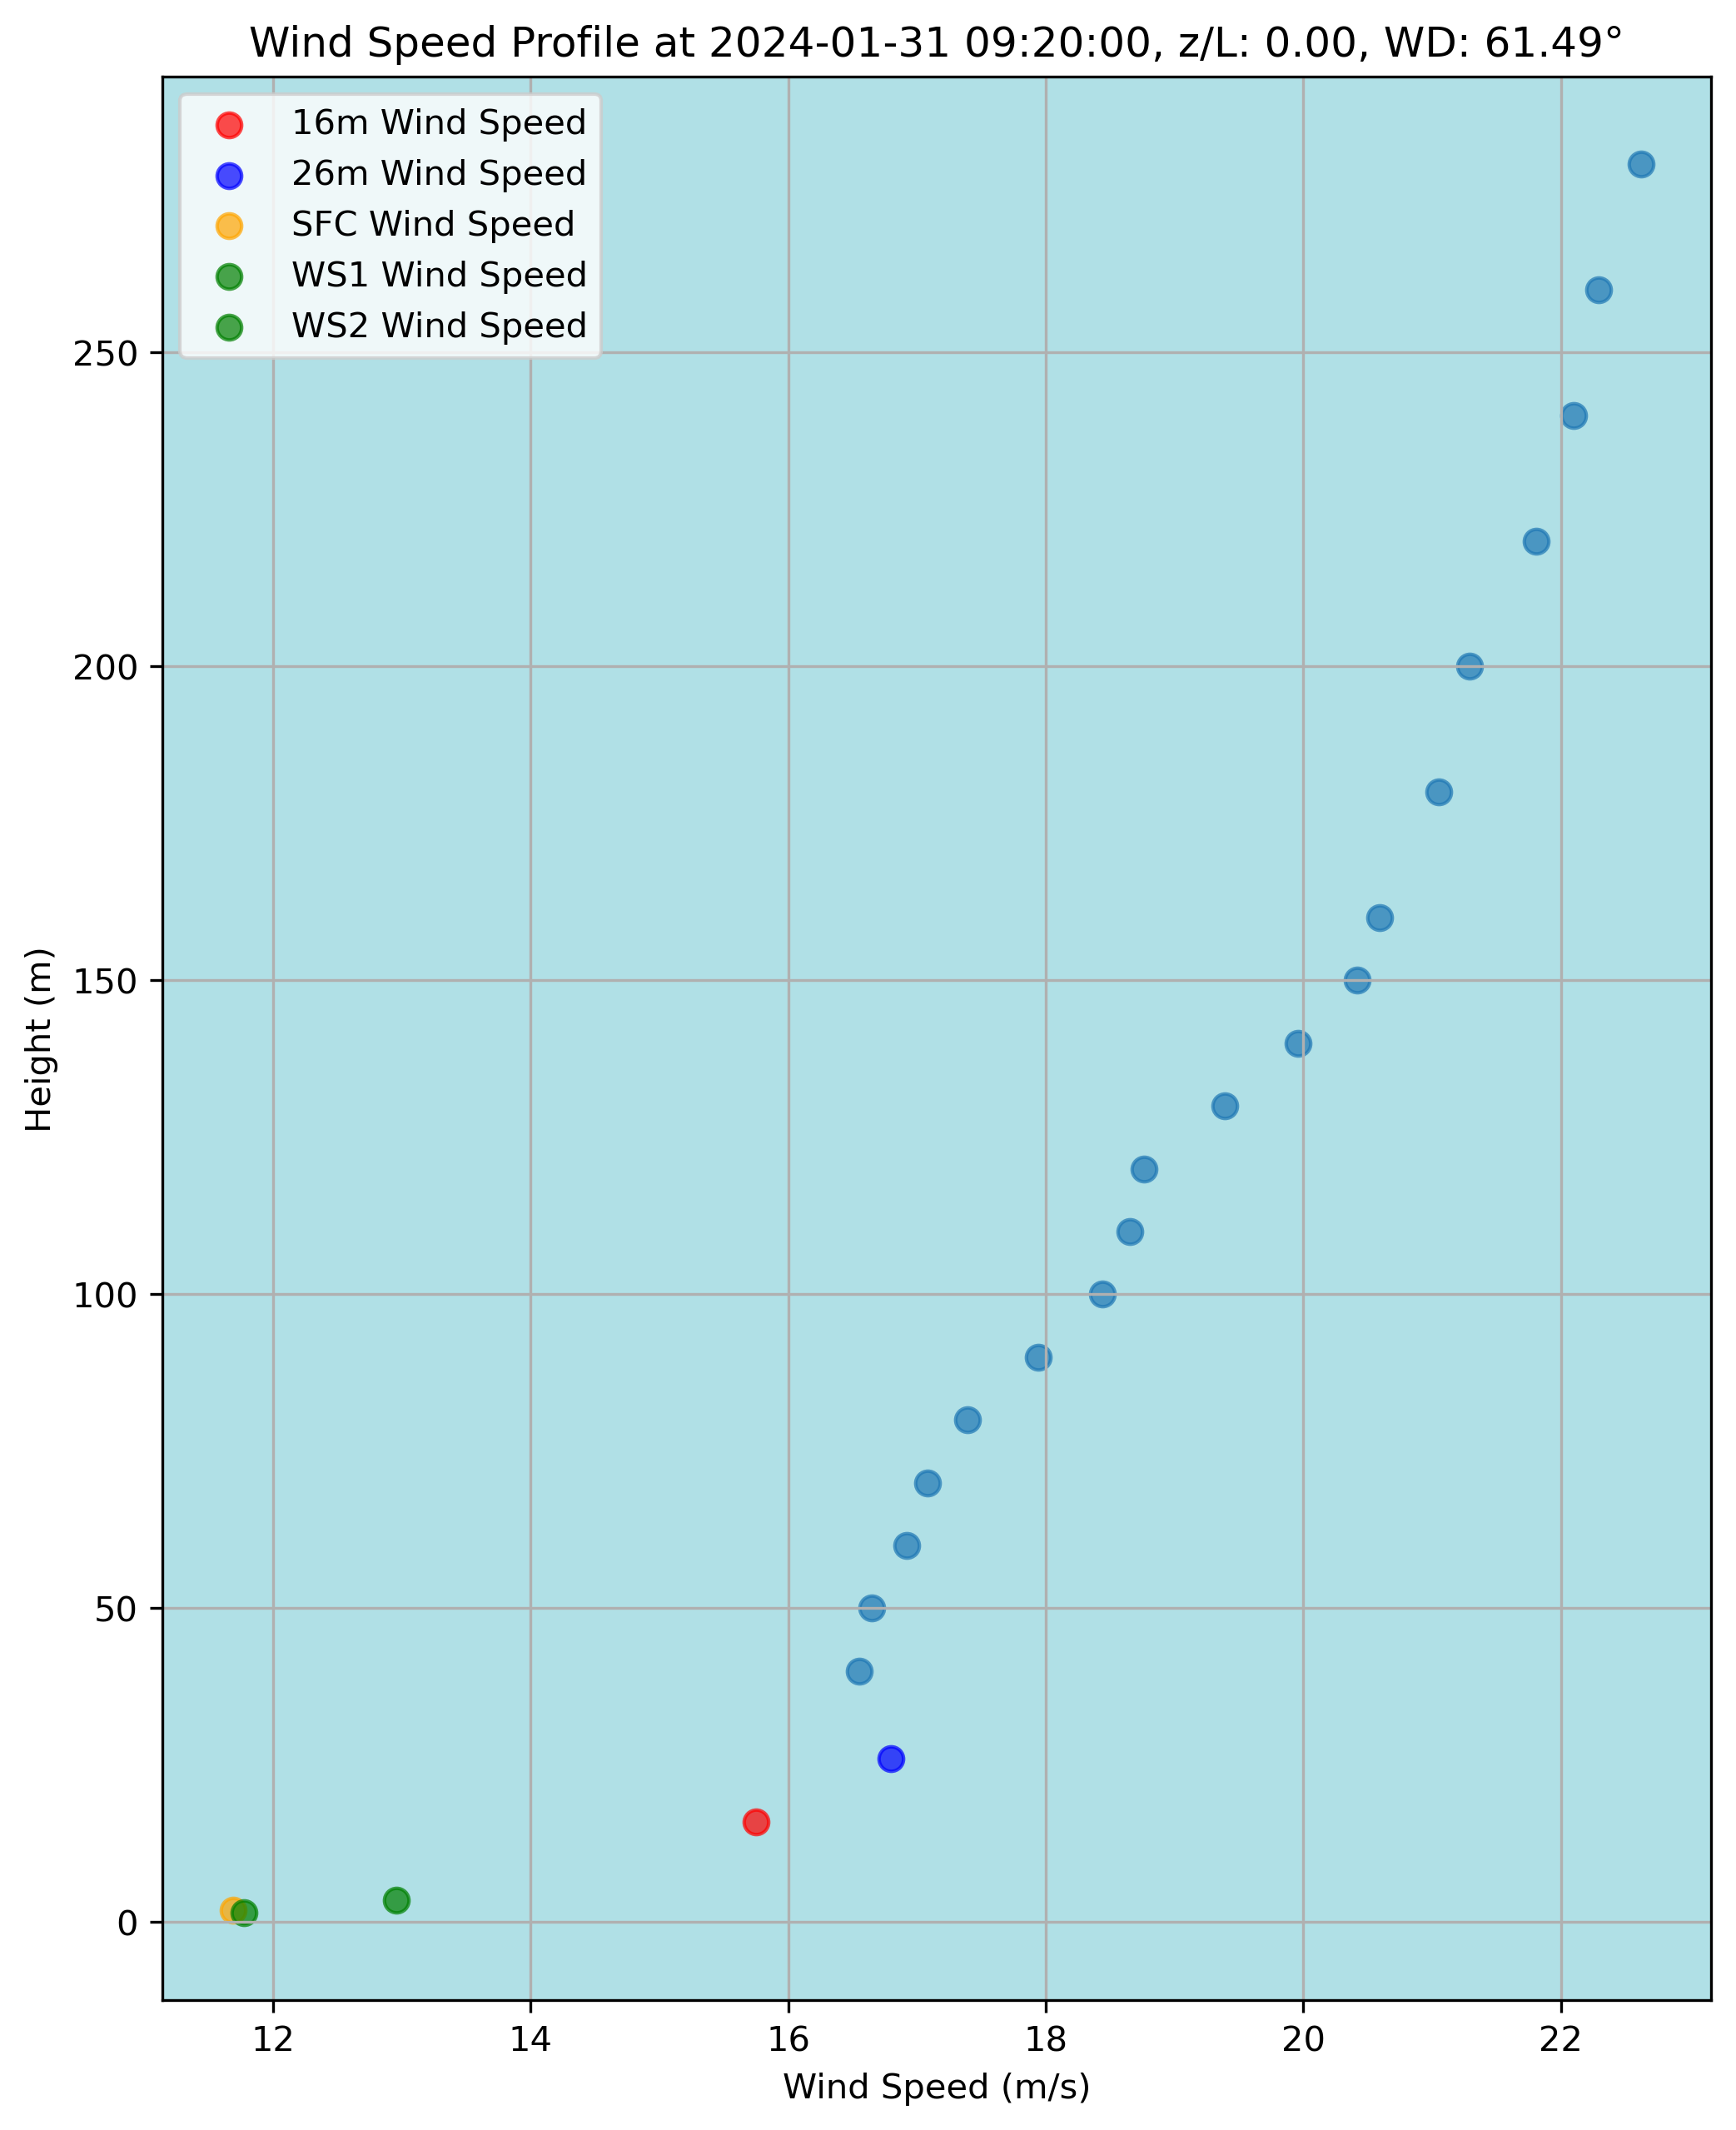 Wind Speed Profile at 2024-01-31 09:20:00, z/L: 0.00, WD: 61.49°
16m Wind Speed
26m Wind Speed
SFC Wind Speed
WS1 Wind Speed
WS2 Wind Speed
250
200
150
100
50
0
Height (m)
12 14 16 18 20 22
Wind Speed (m/s)